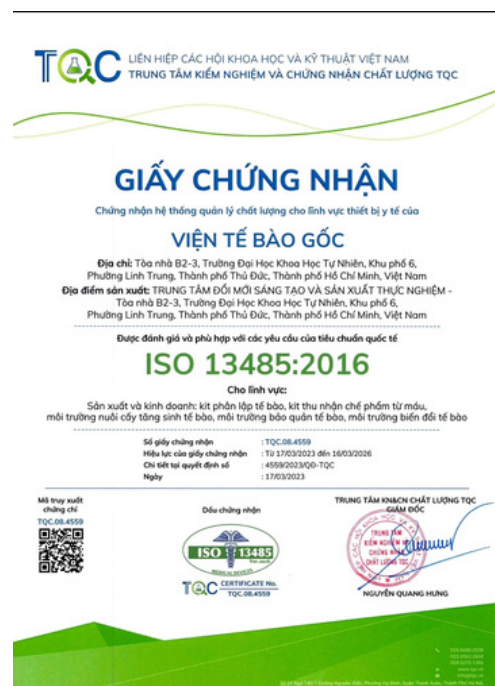 TQC
LIÊN HIỆP CÁC HỘI KHOA HỌC VÀ KỸ THUẬT VIỆT NAM
TRUNG TÂM KIỂM NGHIỆM VÀ CHỨNG NHẬN CHẤT LƯỢNG TQC
GIẤY CHỨNG NHẬN
Chứng nhận hệ thống quản lý chất lượng cho lĩnh vực thiết bị y tế của
VIỆN TẾ BÀO GỐC
Địa chỉ: Tòa nhà B2-3, Trường Đại Học Khoa Học Tự Nhiên, Khu phố 6,
Phường Linh Trung, Thành phố Thủ Đức, Thành phố Hồ Chí Minh, Việt Nam
Địa điểm sản xuất: TRUNG TÂM ĐỔI MỚI SÁNG TẠO VÀ SẢN XUẤT THỰC NGHIỆM -
Tòa nhà B2-3, Trường Đại Học Khoa Học Tự Nhiên, Khu phố 6,
Phường Linh Trung, Thành phố Thủ Đức, Thành phố Hồ Chí Minh, Việt Nam
Được đánh giá và phù hợp với các yêu cầu của tiêu chuẩn quốc tế
ISO 13485:2016
Cho lĩnh vực:
Sản xuất và kinh doanh: kit phân lập tế bào, kit thu nhận chế phẩm từ máu,
môi trường nuôi cấy tăng sinh tế bào, môi trường bảo quản tế bào, môi trường biến đổi tế bào
Số giấy chứng nhận : TQC.08.4559
Hiệu lực của giấy chứng nhận : Từ 17/03/2023 đến 16/03/2026
Chi tiết tại quyết định số : 4559/2023/QĐ-TQC
Ngày : 17/03/2023
Mã truy xuất
chứng chỉ
TQC.08.4559
Dấu chứng nhận
ISO 13485
MEDICAL DEVICES
TQC CERTIFICATE No.
TQC.08.4559
TRUNG TÂM KN&CN CHẤT LƯỢNG TQC
GIÁM ĐỐC
TRUNG TÂM
KIỂM NGHIỆM VÀ
CHỨNG NHẬN
CHẤT LƯỢNG TQC
NGUYỄN QUANG HƯNG